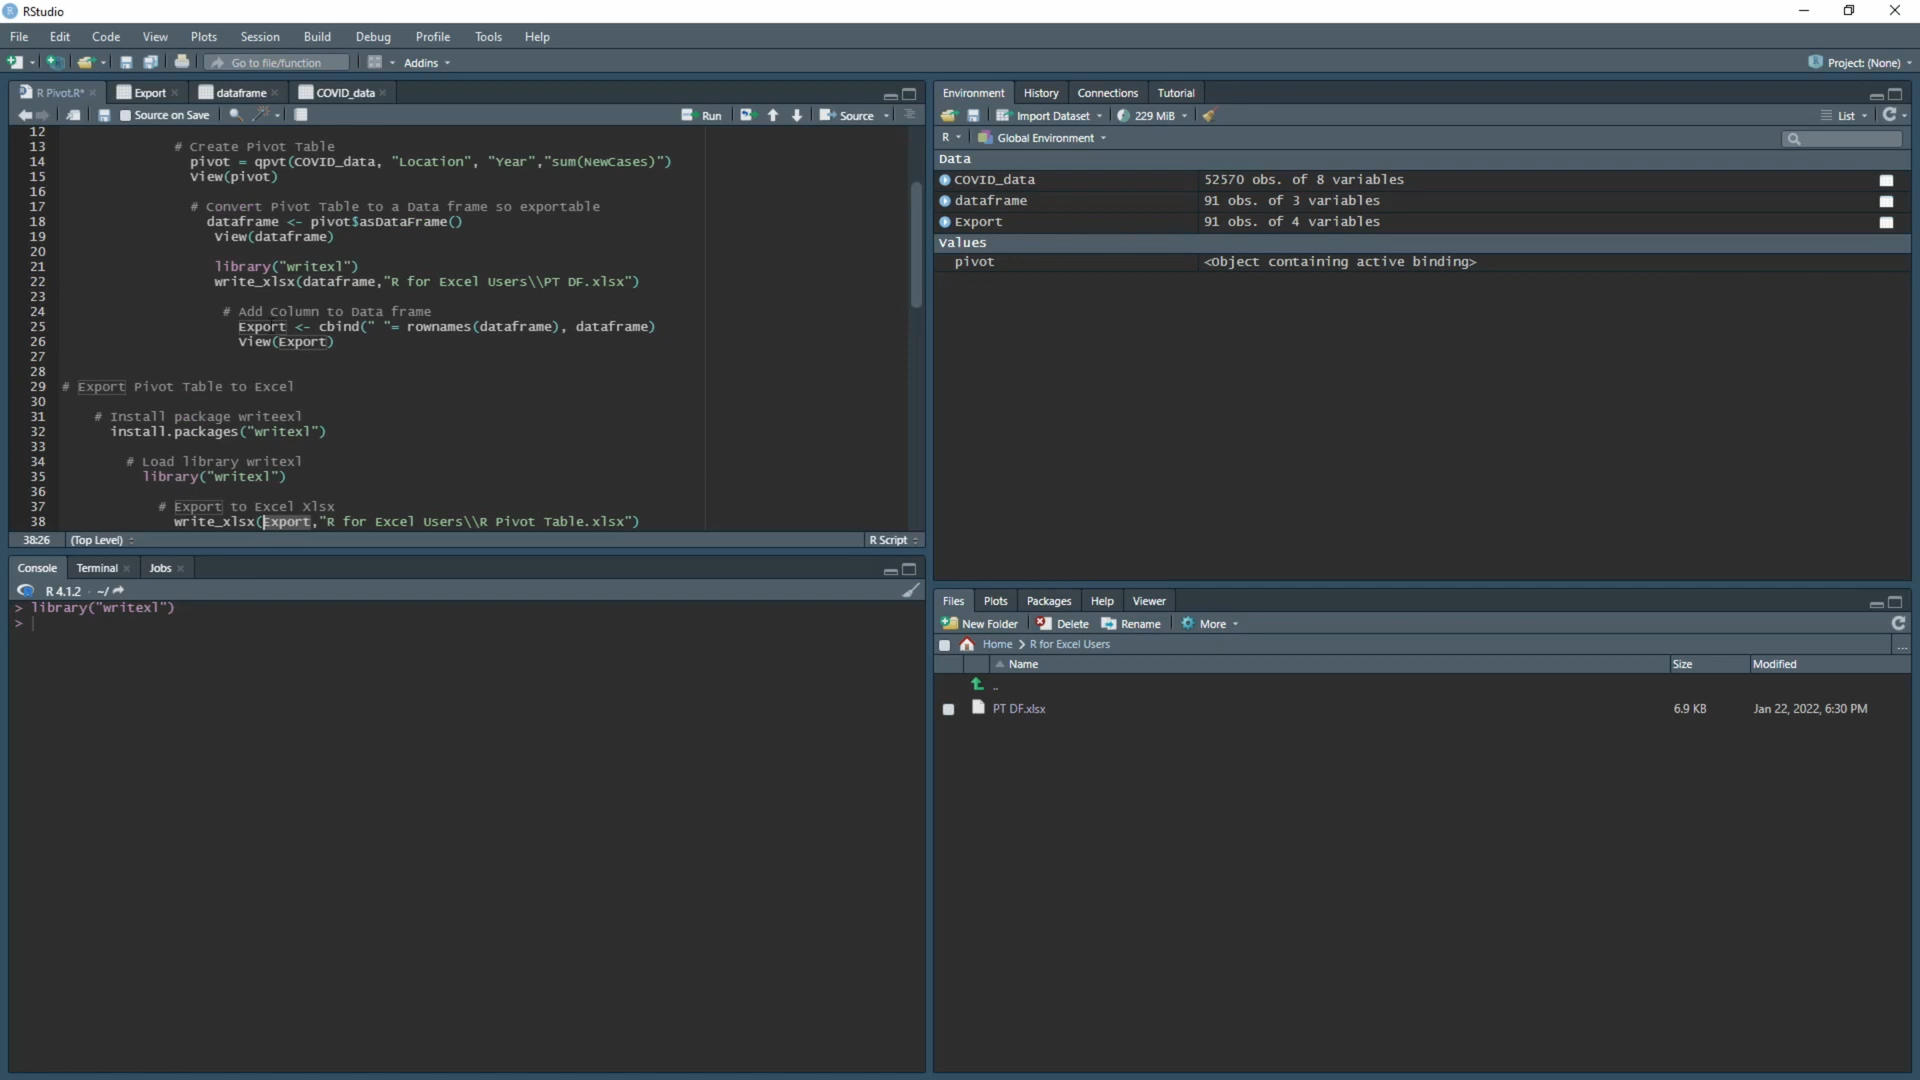 RStudio
File Edit Code View Plots Session Build Debug Profile Tools Help
Go to file/function Addins Project: (None)
R Pivot.R* Export dataframe COVID_data
Source on Save Run Source
12
13 # Create Pivot Table
14 pivot = qpvt(COVID_data, "Location", "Year","sum(NewCases)")
15 View(pivot)
16
17 # Convert Pivot Table to a Data frame so exportable
18 dataframe <- pivot$asDataFrame()
19 View(dataframe)
20
21 library("writexl")
22 write_xlsx(dataframe,"R for Excel Users\\PT DF.xlsx")
23
24 # Add Column to Data frame
25 Export <- cbind(" "= rownames(dataframe), dataframe)
26 View(Export)
27
28
29 # Export Pivot Table to Excel
30
31 # Install package writeexl
32 install.packages("writexl")
33
34 # Load library writexl
35 library("writexl")
36
37 # Export to Excel Xlsx
38 write_xlsx(Export,"R for Excel Users\\R Pivot Table.xlsx")
38:26 (Top Level) R Script
Console Terminal Jobs
R 4.1.2 · ~/
> library("writexl")
>
Environment History Connections Tutorial
Import Dataset 229 MiB List
R Global Environment
Data
COVID_data 52570 obs. of 8 variables
dataframe 91 obs. of 3 variables
Export 91 obs. of 4 variables
Values
pivot <Object containing active binding>
Files Plots Packages Help Viewer
New Folder Delete Rename More
Home R for Excel Users ...
Name Size Modified
..
PT DF.xlsx 6.9 KB Jan 22, 2022, 6:30 PM